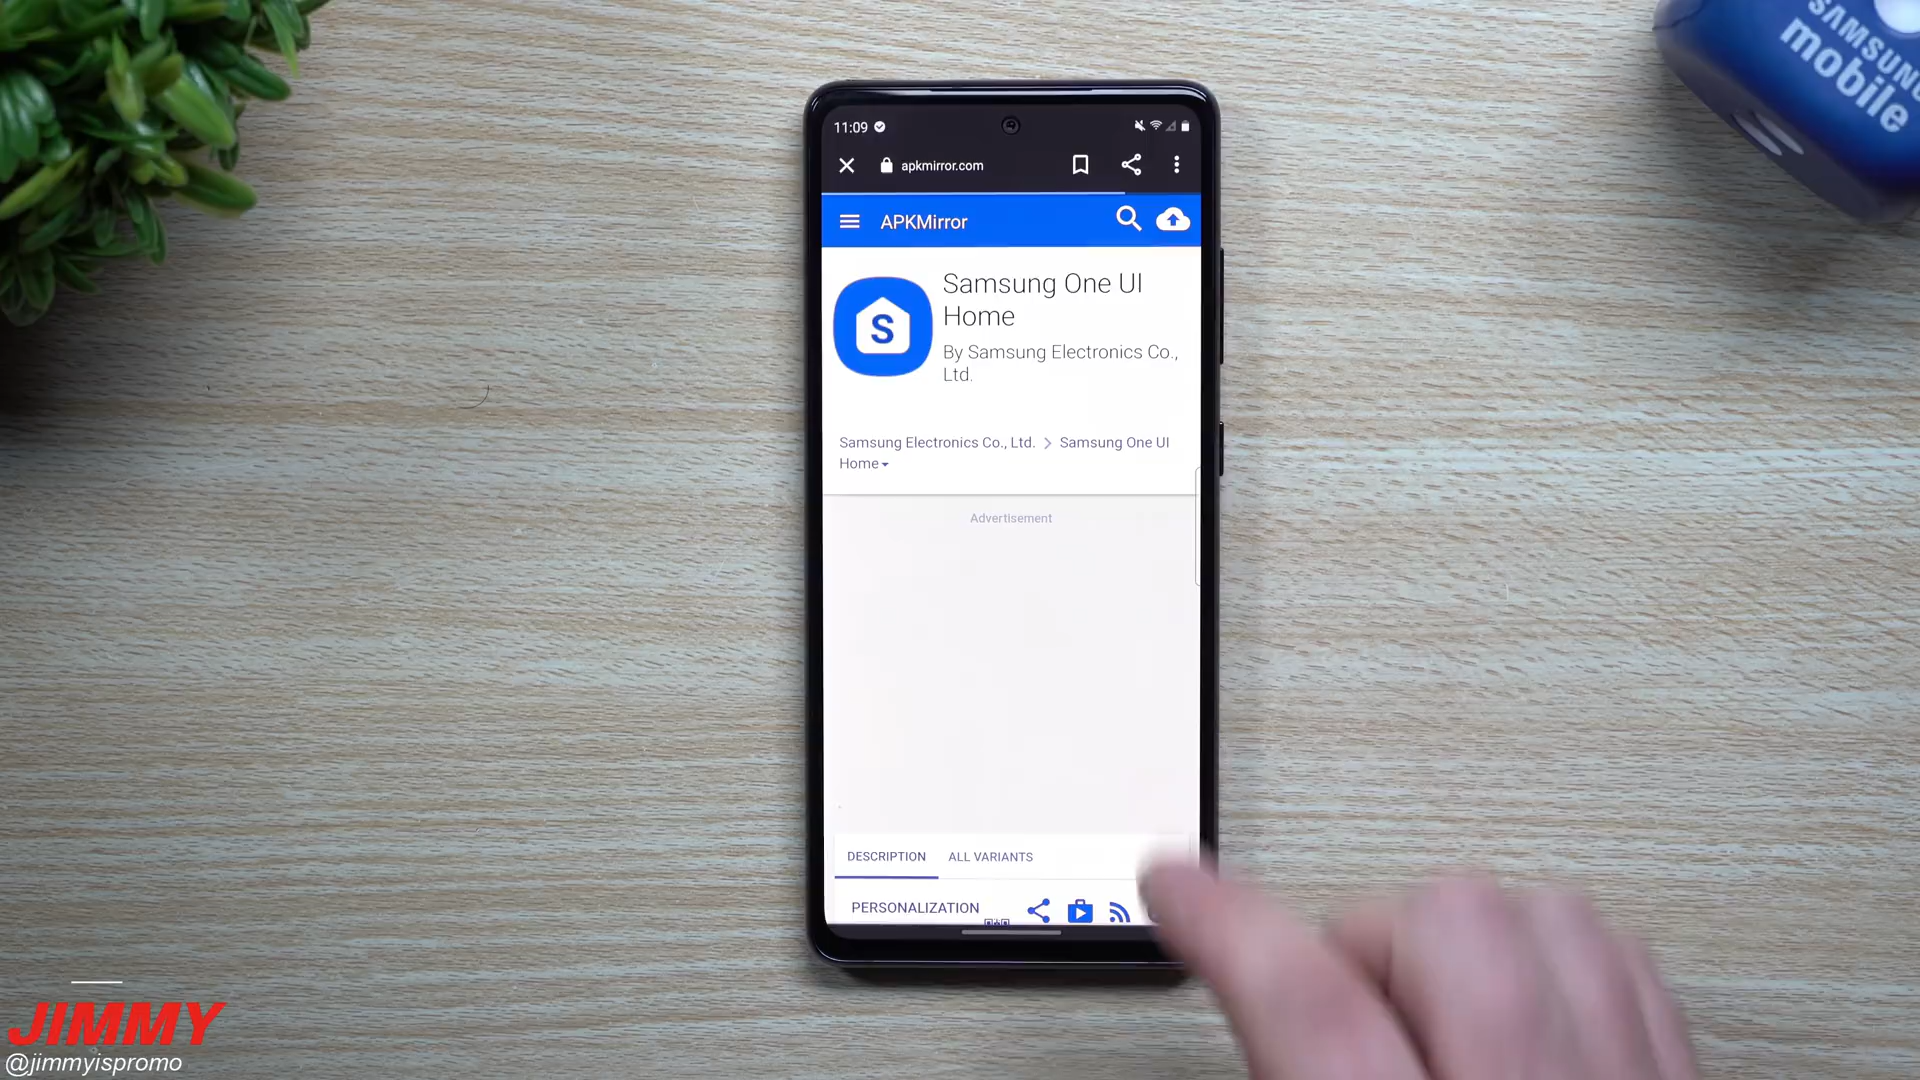 SAMSUNG
mobile
11:09
apkmirror.com
APKMirror
S
Samsung One UI
Home
By Samsung Electronics Co.,
Ltd.
Samsung Electronics Co., Ltd. > Samsung One UI
Home
Advertisement
DESCRIPTION ALL VARIANTS
PERSONALIZATION
JIMMY
@jimmyispromo